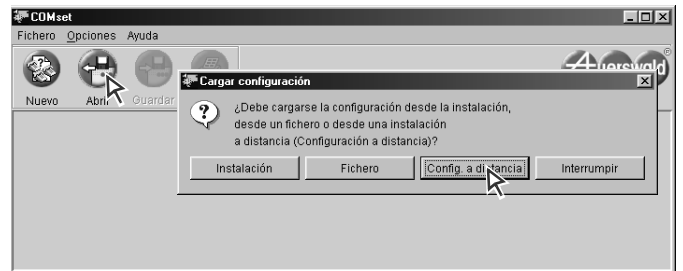 COMset
Fichero Opciones Ayuda
Nuevo Abrir Guardar
Auerswald®
Cargar configuración
¿Debe cargarse la configuración desde la instalación,
desde un fichero o desde una instalación
a distancia (Configuración a distancia)?
Instalación Fichero Config. a distancia Interrumpir